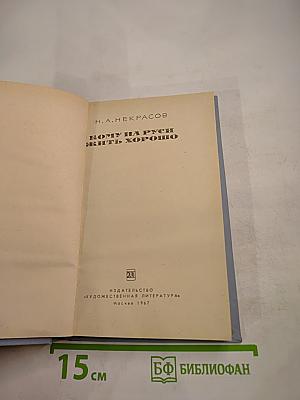 Н. А. НЕКРАСОВ
КОМУ НА РУСИ
ЖИТЬ ХОРОШО
ИЗДАТЕЛЬСТВО
«ХУДОЖЕСТВЕННАЯ ЛИТЕРАТУРА»
Москва 1967
15 см
БФ БИБЛИОФАН